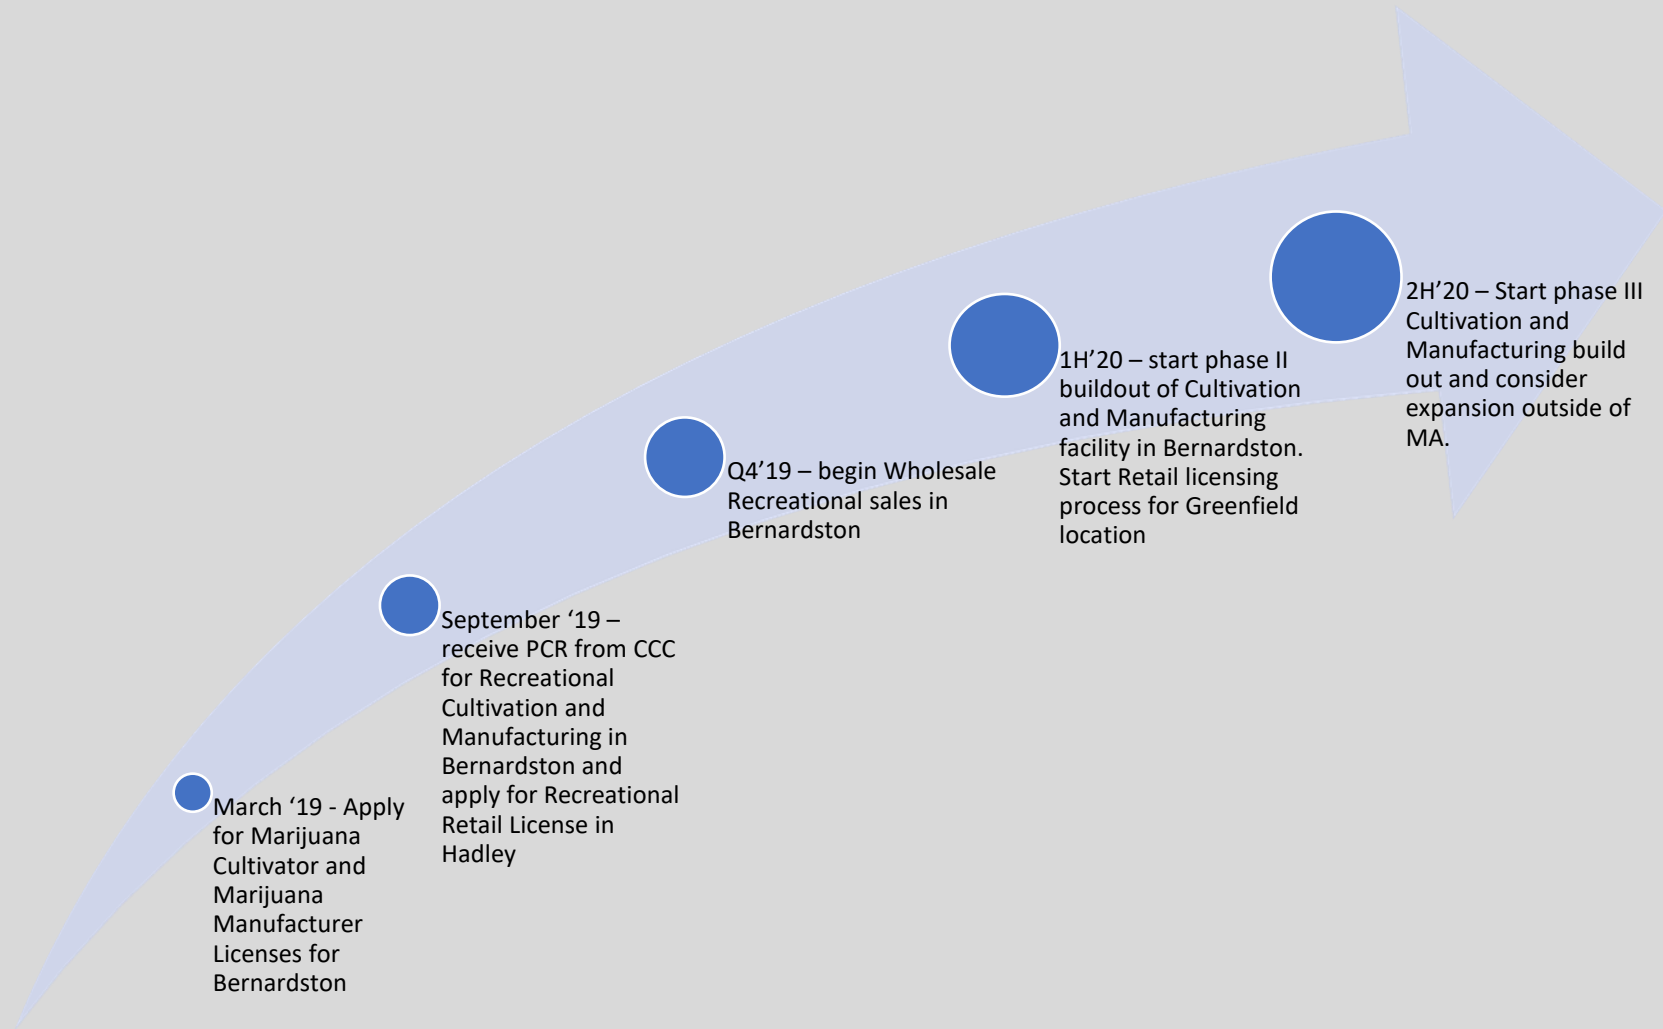 March ‘19 - Apply
for Marijuana
Cultivator and
Marijuana
Manufacturer
Licenses for
Bernardston
September ‘19 –
receive PCR from CCC
for Recreational
Cultivation and
Manufacturing in
Bernardston and
apply for Recreational
Retail License in
Hadley
Q4’19 – begin Wholesale
Recreational sales in
Bernardston
1H’20 – start phase II
buildout of Cultivation
and Manufacturing
facility in Bernardston.
Start Retail licensing
process for Greenfield
location
2H’20 – Start phase III
Cultivation and
Manufacturing build
out and consider
expansion outside of
MA.